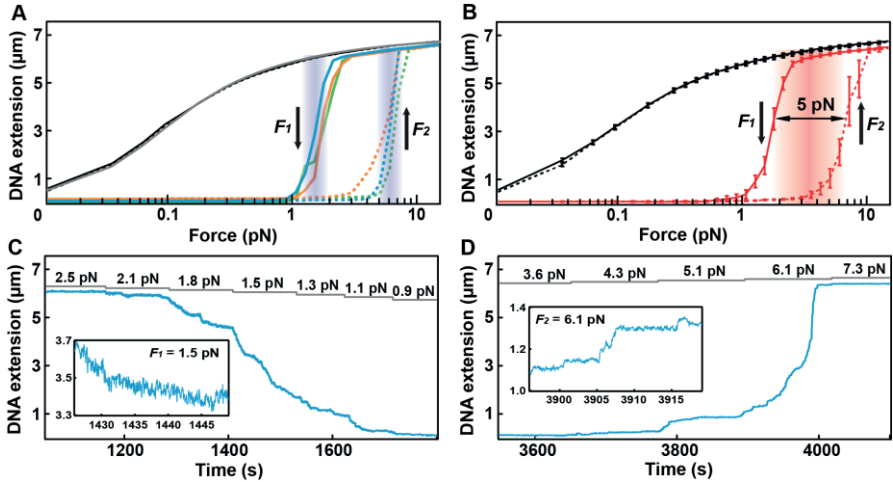 A
DNA extension (µm)
7
5
3
1
F1
F2
0
0.1
1
10
Force (pN)
B
DNA extension (µm)
7
5
3
1
F1
5 pN
F2
0
0.1
1
10
Force (pN)
C
DNA extension (µm)
7
5
3
1
2.5 pN 2.1 pN 1.8 pN 1.5 pN 1.3 pN 1.1 pN 0.9 pN
F1 = 1.5 pN
3.7
3.5
3.3
1430 1435 1440 1445
1200 1400 1600
Time (s)
D
DNA extension (µm)
7
5
3
1
3.6 pN 4.3 pN 5.1 pN 6.1 pN 7.3 pN
F2 = 6.1 pN
1.4
1.2
1.0
3900 3905 3910 3915
3600 3800 4000
Time (s)